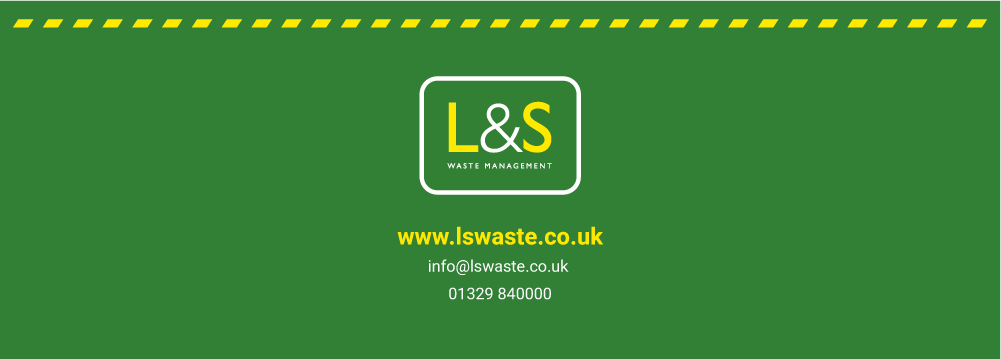 L&S
WASTE MANAGEMENT
www.lswaste.co.uk
info@lswaste.co.uk
01329 840000